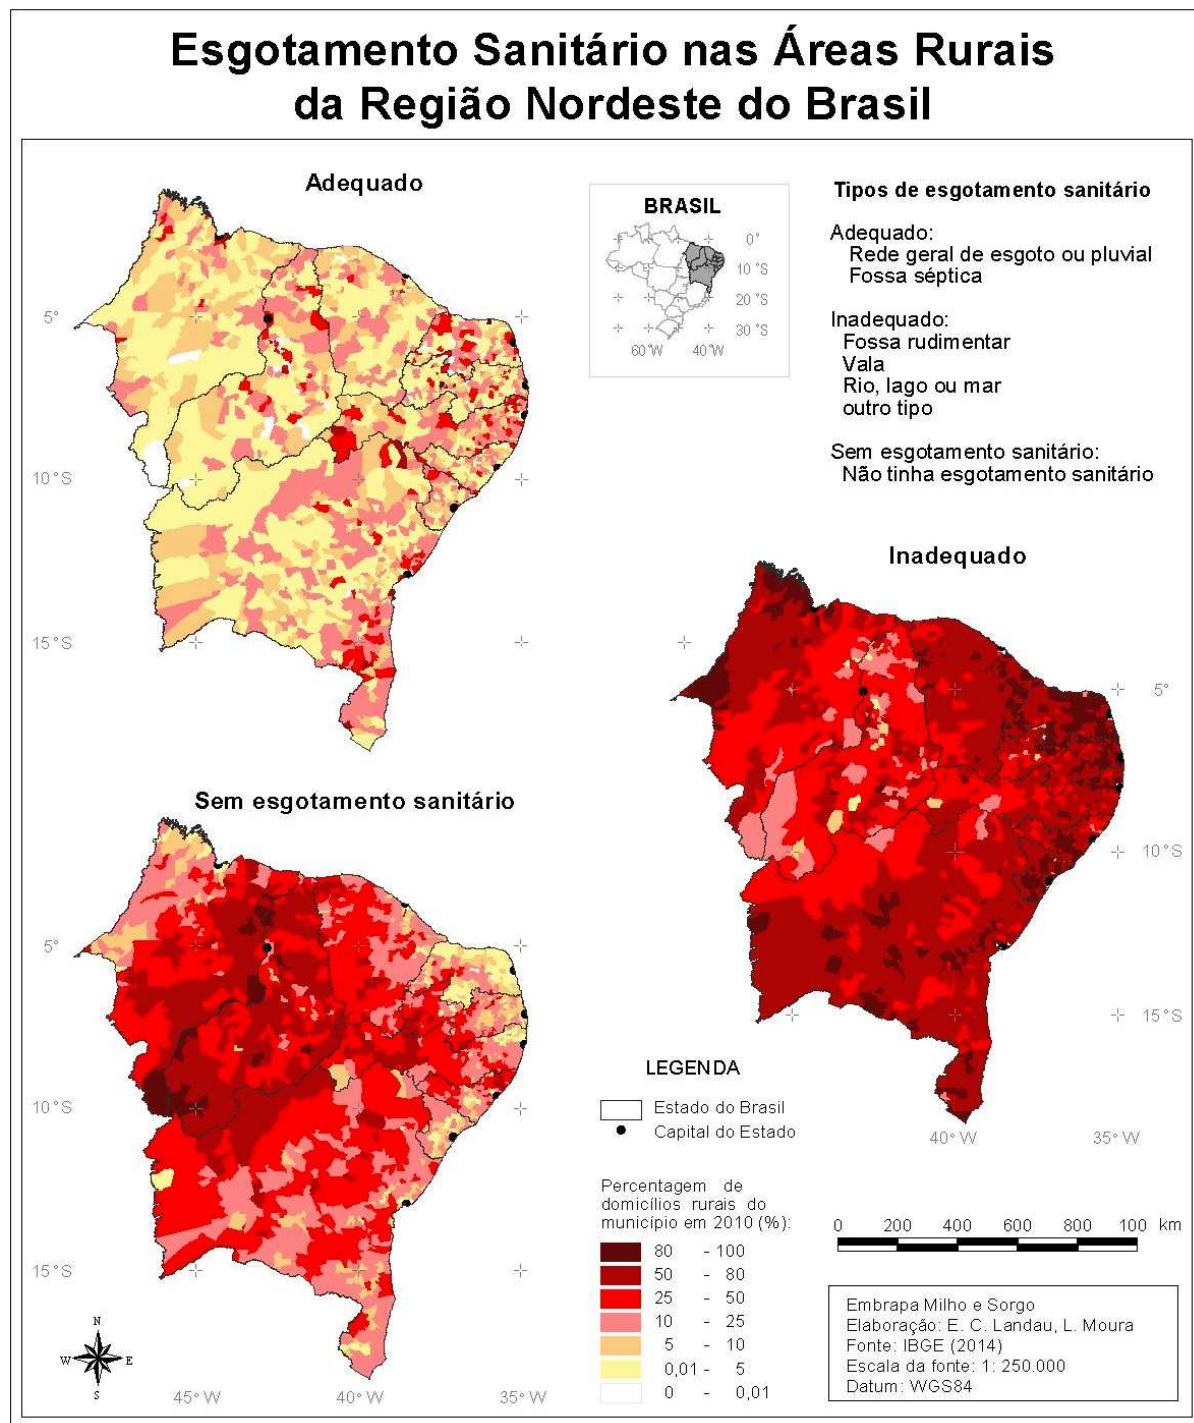 Esgotamento Sanitário nas Áreas Rurais
da Região Nordeste do Brasil
Adequado
5°
10°S
15°S
45°W
40°W
35°W
BRASIL
0°
10°S
20°S
30°S
60°W
40°W
Tipos de esgotamento sanitário
Adequado:
Rede geral de esgoto ou pluvial
Fossa séptica
Inadequado:
Fossa rudimentar
Vala
Rio, lago ou mar
outro tipo
Sem esgotamento sanitário:
Não tinha esgotamento sanitário
Inadequado
5°
10°S
15°S
40°W
35°W
Sem esgotamento sanitário
5°
10°S
15°S
N
W
E
S
45°W
40°W
35°W
LEGENDA
Estado do Brasil
Capital do Estado
Percentagem de
domicílios rurais do
município em 2010 (%):
80 - 100
50 - 80
25 - 50
10 - 25
5 - 10
0,01 - 5
0 - 0,01
0 200 400 600 800 100 km
Embrapa Milho e Sorgo
Elaboração: E. C. Landau, L. Moura
Fonte: IBGE (2014)
Escala da fonte: 1: 250.000
Datum: WGS84